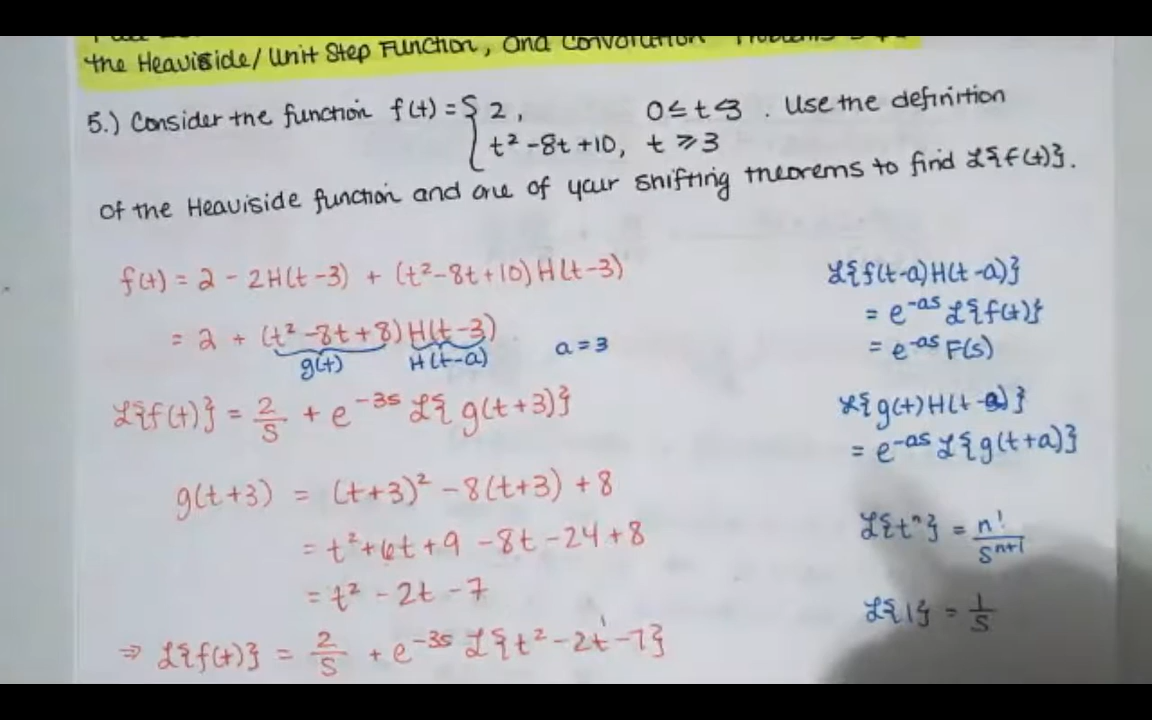 the Heaviside/Unit Step Function, and Convolution
5.) Consider the function f(t) = { 2, 0 ≤ t < 3 . Use the definition
t² - 8t + 10, t ≥ 3
of the Heaviside function and one of your shifting theorems to find ℒ{f(t)}.
f(t) = 2 - 2H(t-3) + (t² - 8t + 10) H(t-3)
= 2 + (t² - 8t + 8) H(t-3)
g(t) H(t-a) a = 3
ℒ{f(t)} = 2/s + e^(-3s) ℒ{g(t+3)}
g(t+3) = (t+3)² - 8(t+3) + 8
= t² + 6t + 9 - 8t - 24 + 8
= t² - 2t - 7
⇒ ℒ{f(t)} = 2/s + e^(-3s) ℒ{t² - 2t¹ - 7}
ℒ{f(t-a)H(t-a)}
= e^(-as) ℒ{f(t)}
= e^(-as) F(s)
ℒ{g(t)H(t-a)}
= e^(-as) ℒ{g(t+a)}
ℒ{tⁿ} = n!/s^(n+1)
ℒ{1} = 1/s